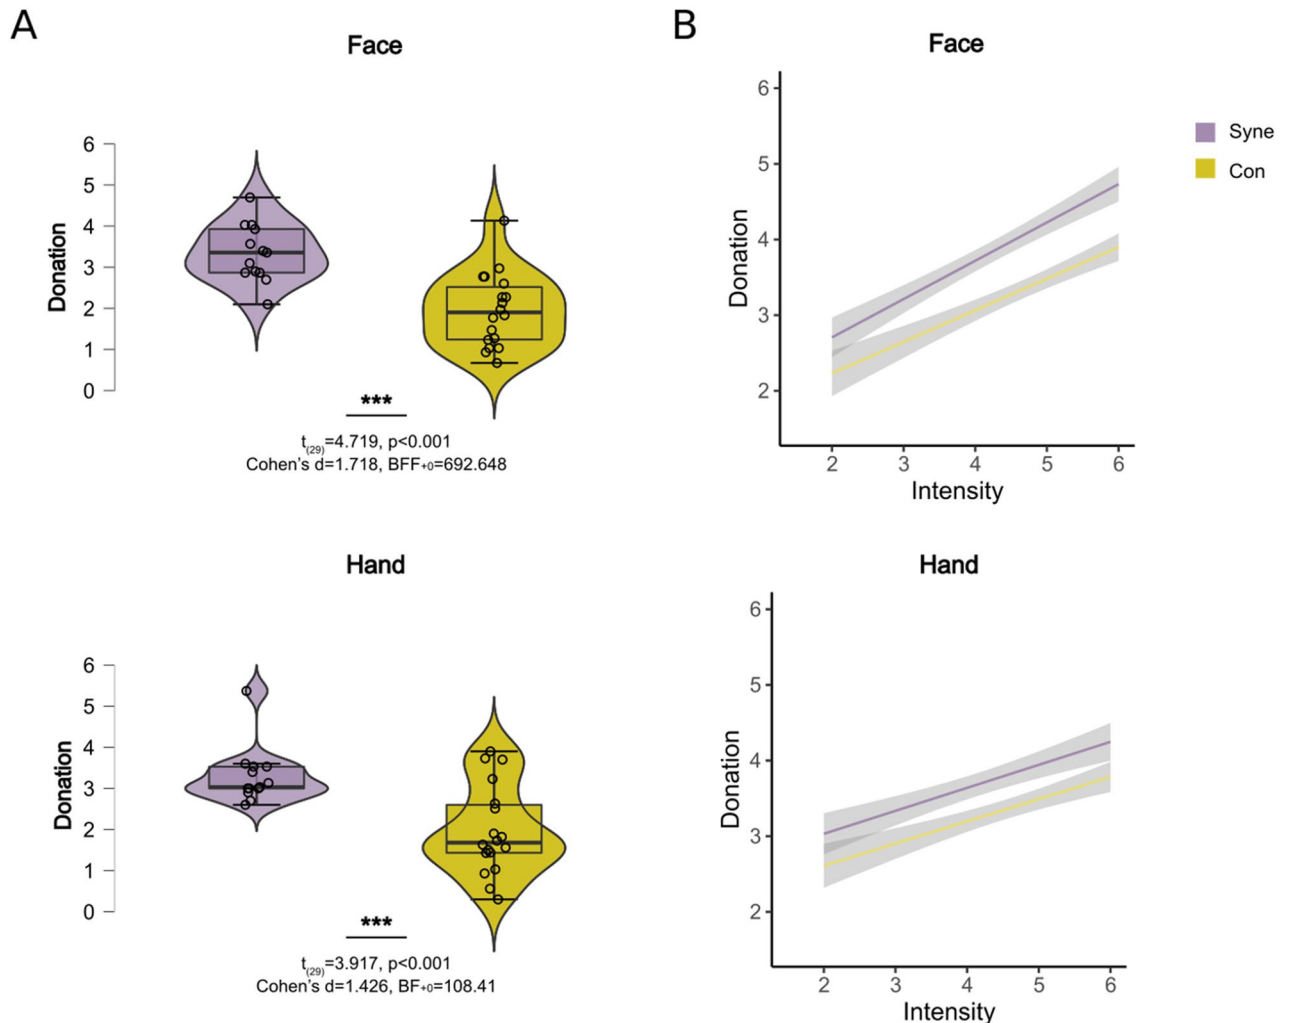 A
Face
6
5
4
3
2
1
0
Donation
***
t(29)=4.719, p<0.001
Cohen's d=1.718, BFF+0=692.648
Hand
6
5
4
3
2
1
0
Donation
***
t(29)=3.917, p<0.001
Cohen's d=1.426, BF+0=108.41
B
Face
6
5
4
3
2
Donation
2 3 4 5 6
Intensity
Syne
Con
Hand
6
5
4
3
2
Donation
2 3 4 5 6
Intensity